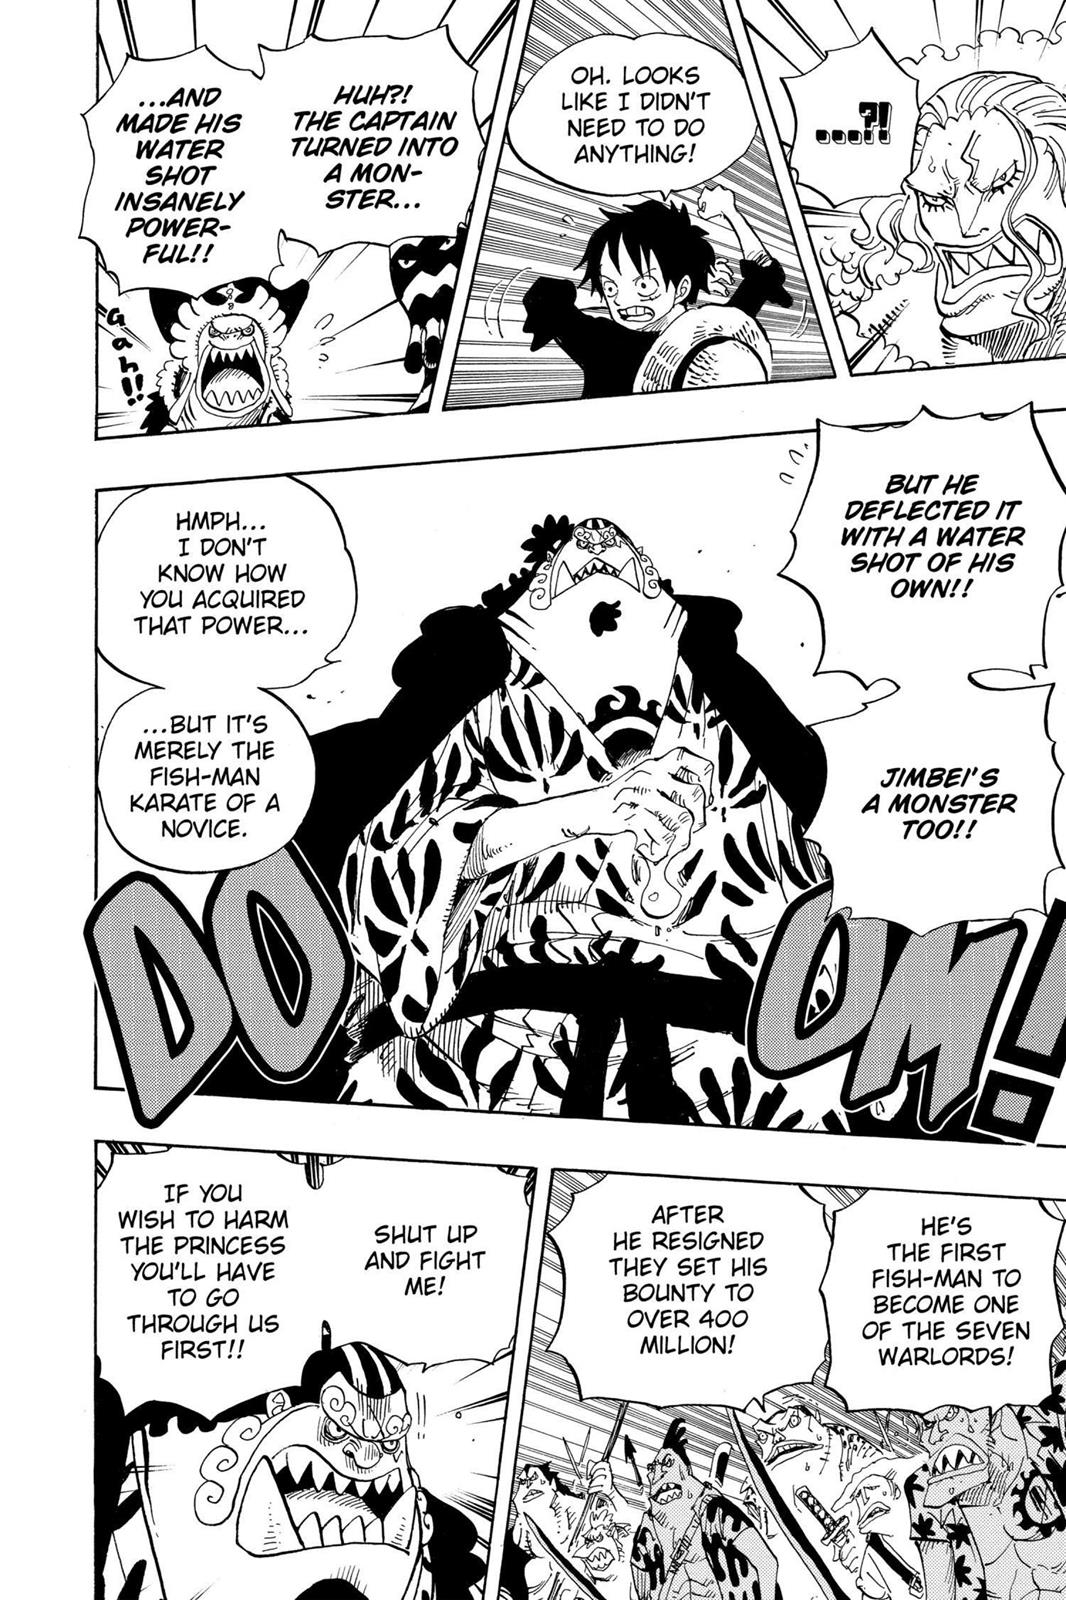 ....?!
OH. LOOKS
LIKE I DIDN'T
NEED TO DO
ANYTHING!
HUH?!
THE CAPTAIN
TURNED INTO
A MON-
STER...
...AND
MADE HIS
WATER
SHOT
INSANELY
POWER-
FUL!!
Gah!!
BUT HE
DEFLECTED IT
WITH A WATER
SHOT OF HIS
OWN!!
JIMBEI'S
A MONSTER
TOO!!
HMPH...
I DON'T
KNOW HOW
YOU ACQUIRED
THAT POWER...
...BUT IT'S
MERELY THE
FISH-MAN
KARATE OF A
NOVICE.
DOOM!
HE'S
THE FIRST
FISH-MAN TO
BECOME ONE
OF THE SEVEN
WARLORDS!
AFTER
HE RESIGNED
THEY SET HIS
BOUNTY TO
OVER 400
MILLION!
SHUT UP
AND FIGHT
ME!
IF YOU
WISH TO HARM
THE PRINCESS
YOU'LL HAVE
TO GO
THROUGH US
FIRST!!